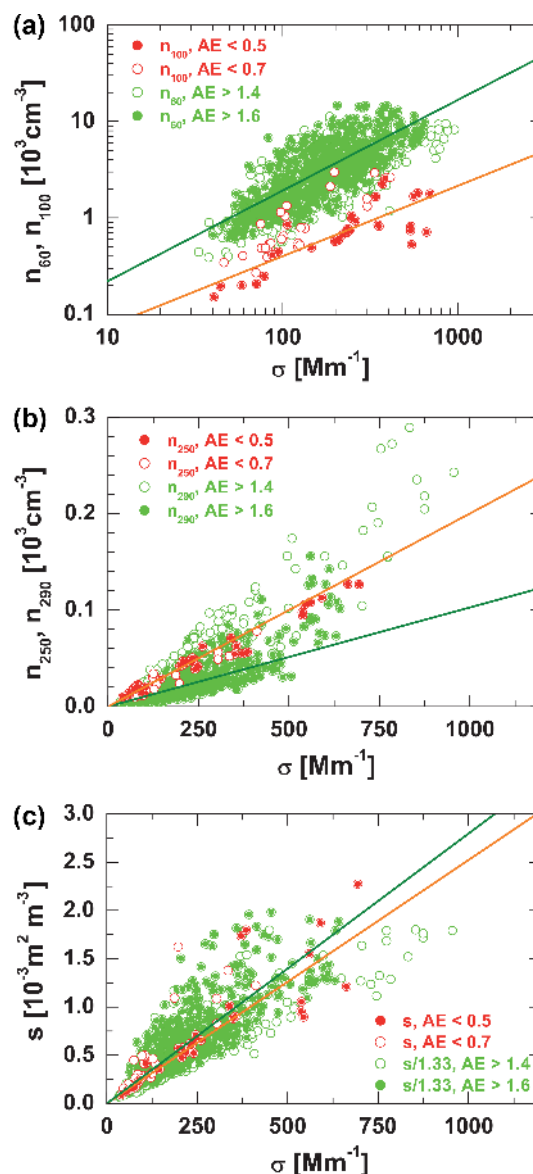 (a)
100
10
1
0.1
n60, n100 [10³cm⁻³]
n100, AE < 0.5
n100, AE < 0.7
n60, AE > 1.4
n60, AE > 1.6
10 100 1000
σ [Mm⁻¹]
(b)
0.3
0.2
0.1
0.0
n250, n290 [10³cm⁻³]
n250, AE < 0.5
n250, AE < 0.7
n290, AE > 1.4
n290, AE > 1.6
0 250 500 750 1000
σ [Mm⁻¹]
(c)
3.0
2.5
2.0
1.5
1.0
0.5
0.0
s [10⁻³m² m⁻³]
s, AE < 0.5
s, AE < 0.7
s/1.33, AE > 1.4
s/1.33, AE > 1.6
0 250 500 750 1000
σ [Mm⁻¹]